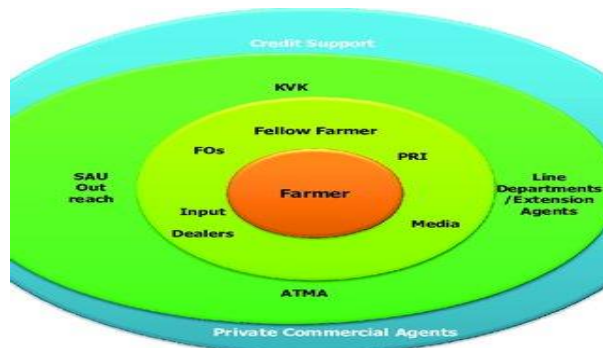 Credit Support
KVK
Fellow Farmer
FOs
PRI
SAU
Out
reach
Farmer
Line
Departments
/Extension
Agents
Input
Dealers
Media
ATMA
Private Commercial Agents